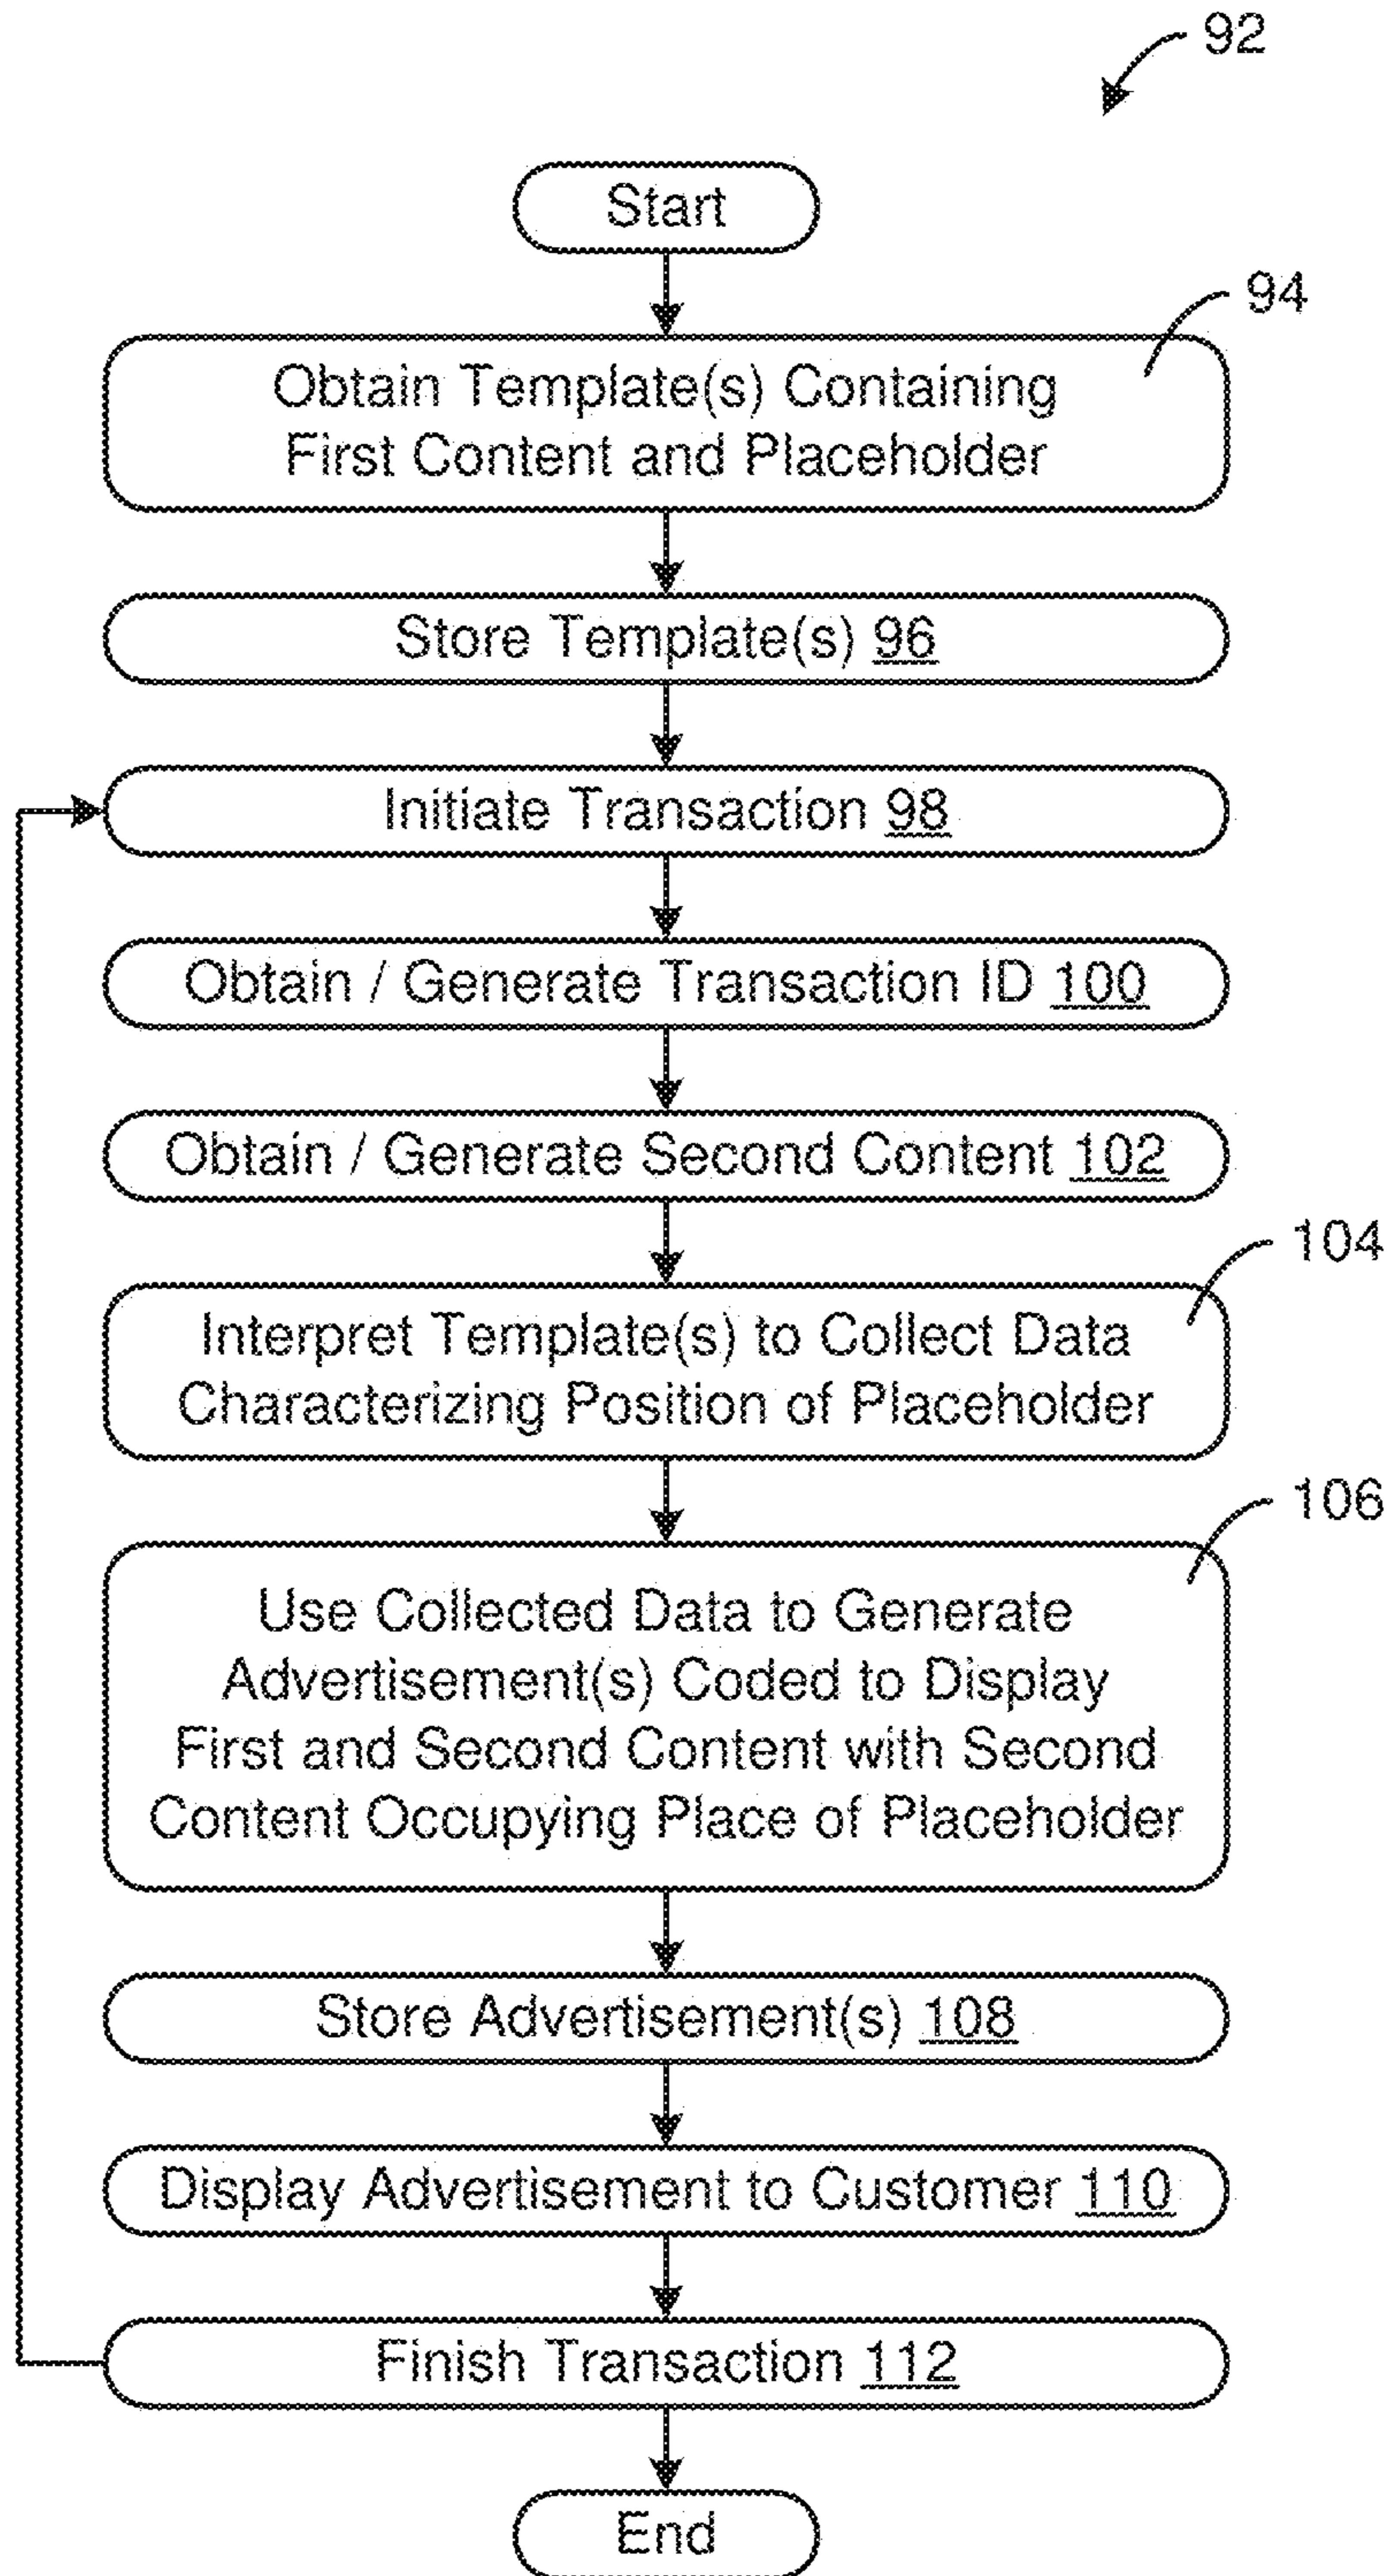 92
Start
94
Obtain Template(s) Containing
First Content and Placeholder
Store Template(s) 96
Initiate Transaction 98
Obtain / Generate Transaction ID 100
Obtain / Generate Second Content 102
104
Interpret Template(s) to Collect Data
Characterizing Position of Placeholder
106
Use Collected Data to Generate
Advertisement(s) Coded to Display
First and Second Content with Second
Content Occupying Place of Placeholder
Store Advertisement(s) 108
Display Advertisement to Customer 110
Finish Transaction 112
End